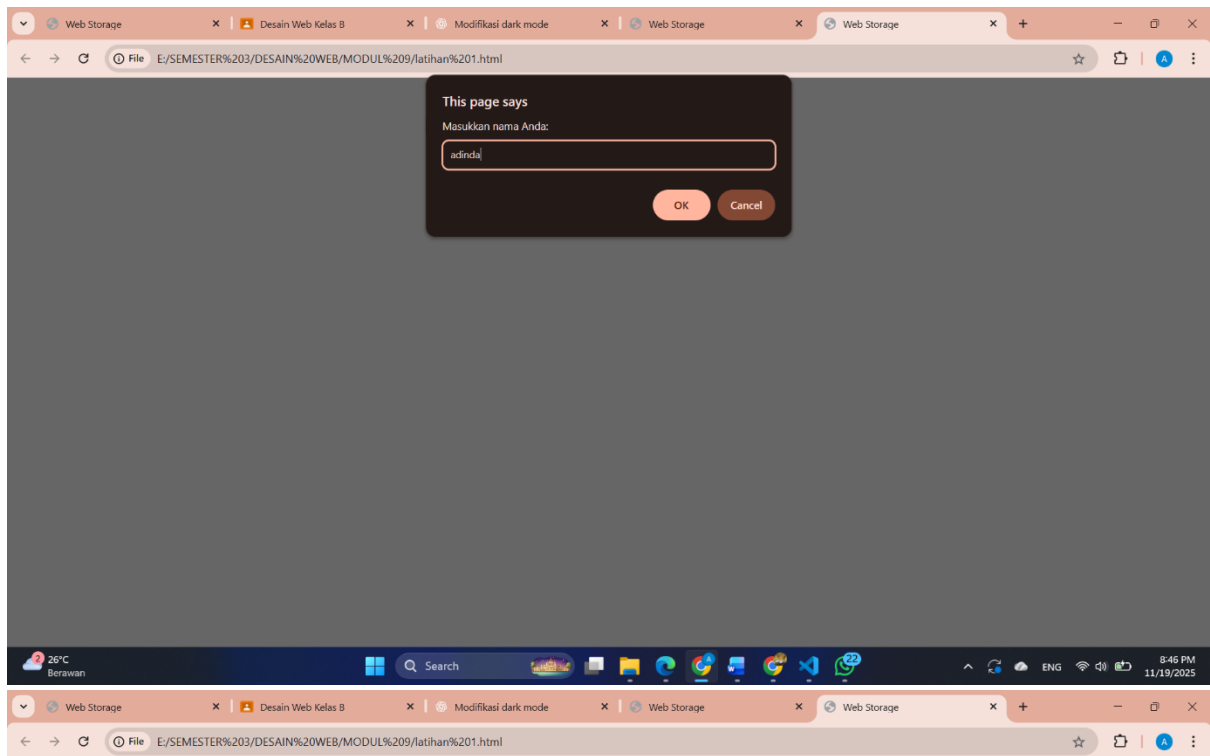 Web Storage
Desain Web Kelas B
Modifikasi dark mode
Web Storage
Web Storage
File E:/SEMESTER%203/DESAIN%20WEB/MODUL%209/latihan%201.html
A
This page says
Masukkan nama Anda:
adinda
OK Cancel
2
26°C
Berawan
Search
22
ENG
8:46 PM
11/19/2025
Web Storage
Desain Web Kelas B
Modifikasi dark mode
Web Storage
Web Storage
File E:/SEMESTER%203/DESAIN%20WEB/MODUL%209/latihan%201.html
A